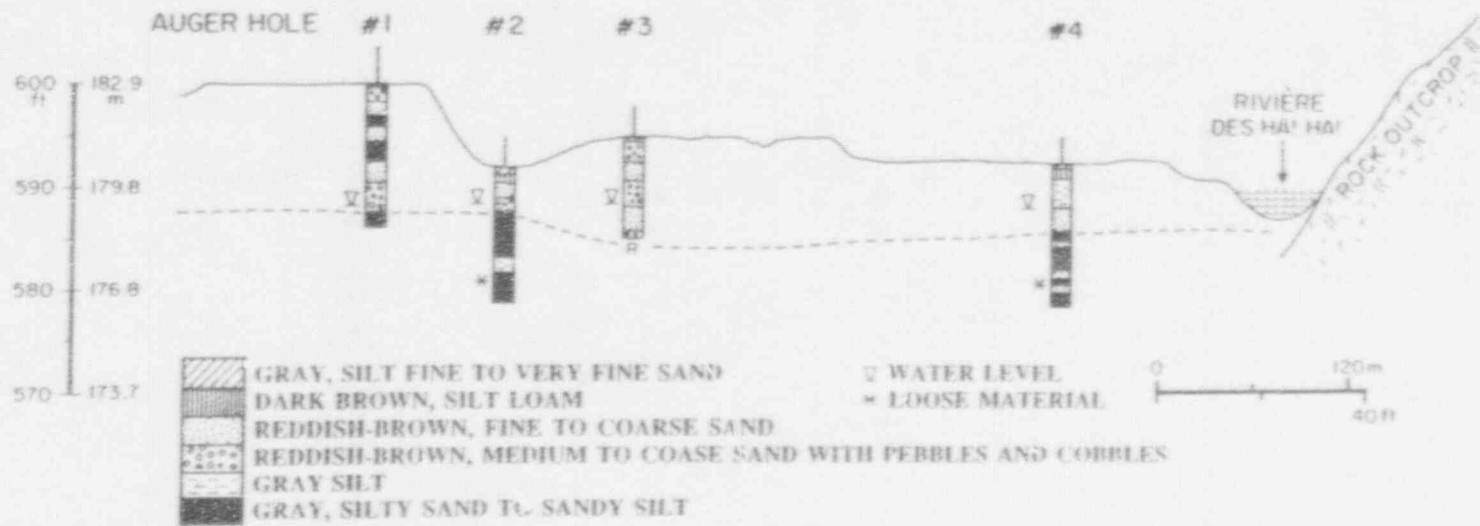 AUGER HOLE #1 #2 #3 #4
600 182.9
ft m
RIVIÈRE
DES HA! HA!
ROCK OUTCROP
590 179.8
R
580 176.8
570 173.7
GRAY, SILT FINE TO VERY FINE SAND
DARK BROWN, SILT LOAM
REDDISH-BROWN, FINE TO COARSE SAND
REDDISH-BROWN, MEDIUM TO COASE SAND WITH PEBBLES AND COBBLES
GRAY SILT
GRAY, SILTY SAND TO SANDY SILT
WATER LEVEL
* LOOSE MATERIAL
0 120m
40 ft